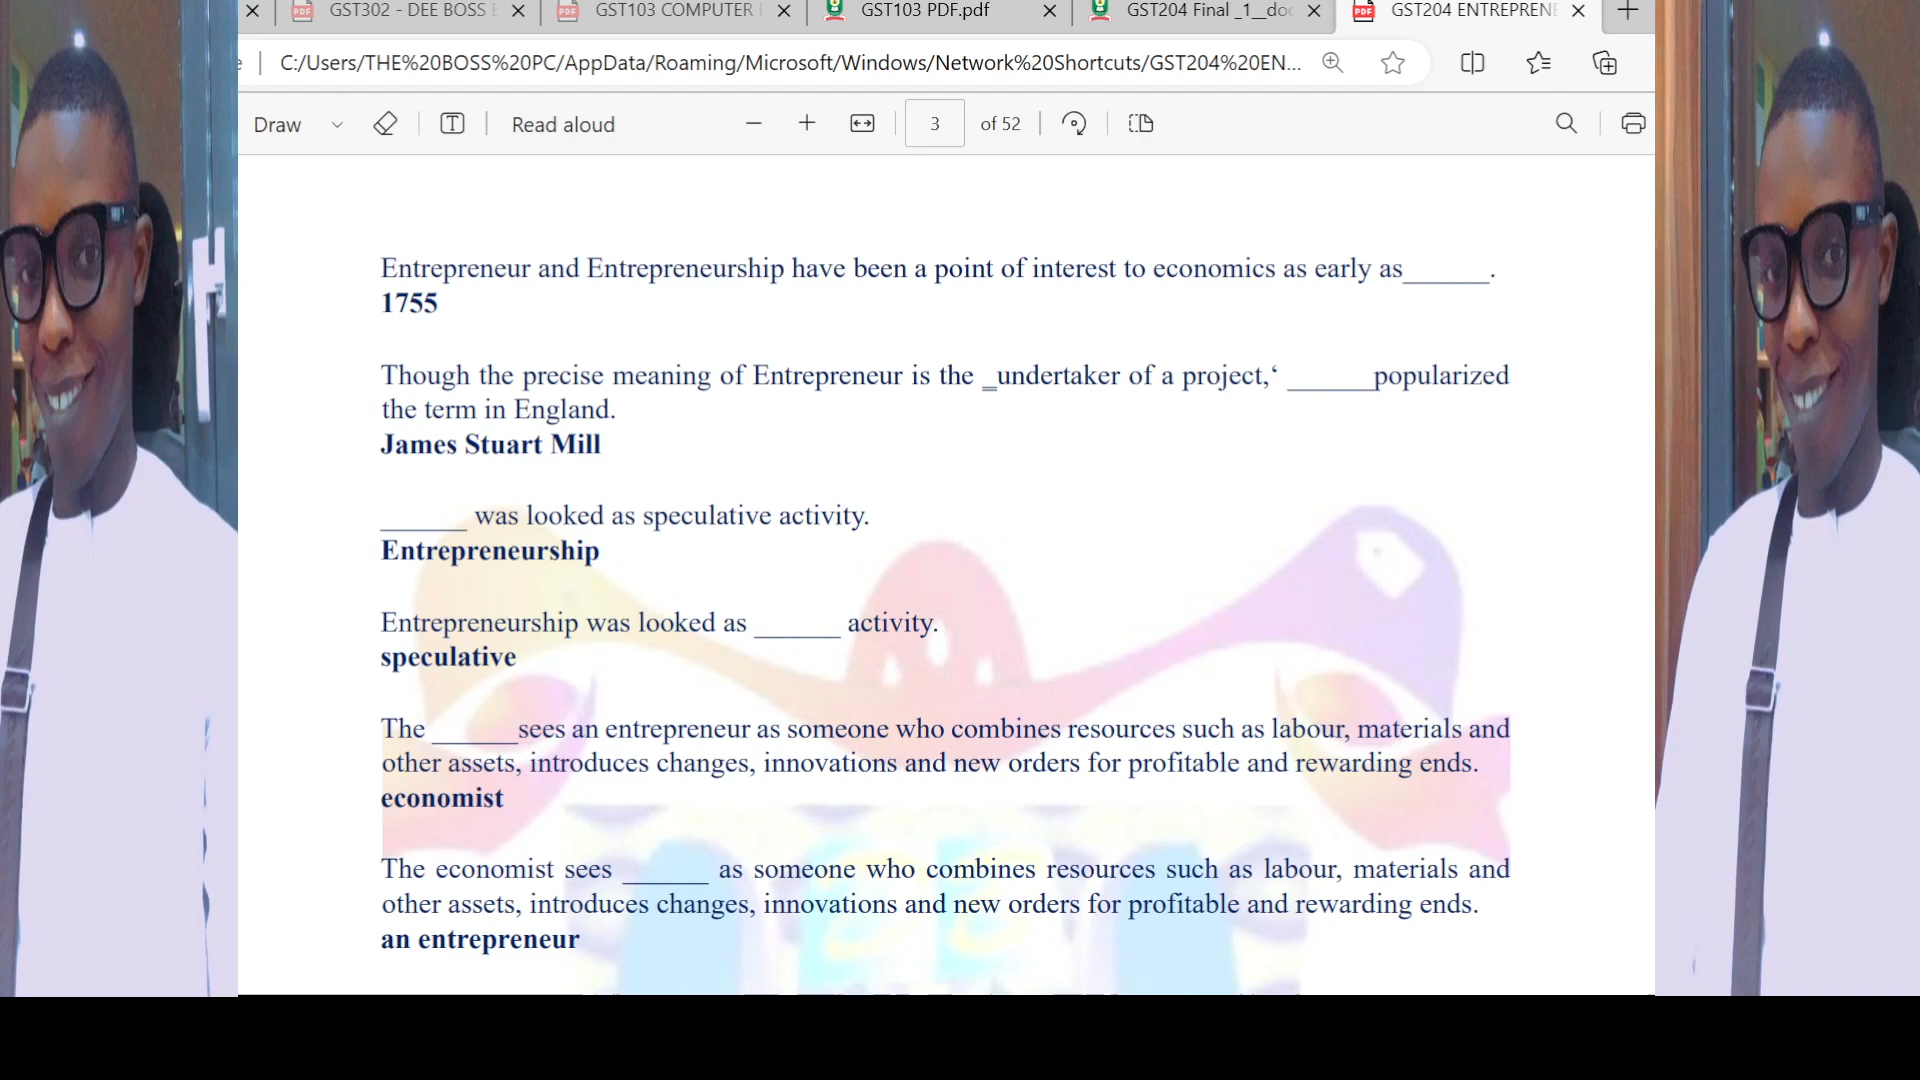 GST302 - DEE BOSS E
GST103 COMPUTER F
GST103 PDF.pdf
GST204 Final _1__doc
GST204 ENTREPRENE
C:/Users/THE%20BOSS%20PC/AppData/Roaming/Microsoft/Windows/Network%20Shortcuts/GST204%20EN...
Draw
Read aloud
3
of 52
Entrepreneur and Entrepreneurship have been a point of interest to economics as early as______.
1755
Though the precise meaning of Entrepreneur is the _undertaker of a project,‘ ______popularized
the term in England.
James Stuart Mill
______ was looked as speculative activity.
Entrepreneurship
Entrepreneurship was looked as ______ activity.
speculative
The ______sees an entrepreneur as someone who combines resources such as labour, materials and
other assets, introduces changes, innovations and new orders for profitable and rewarding ends.
economist
The economist sees ______ as someone who combines resources such as labour, materials and
other assets, introduces changes, innovations and new orders for profitable and rewarding ends.
an entrepreneur